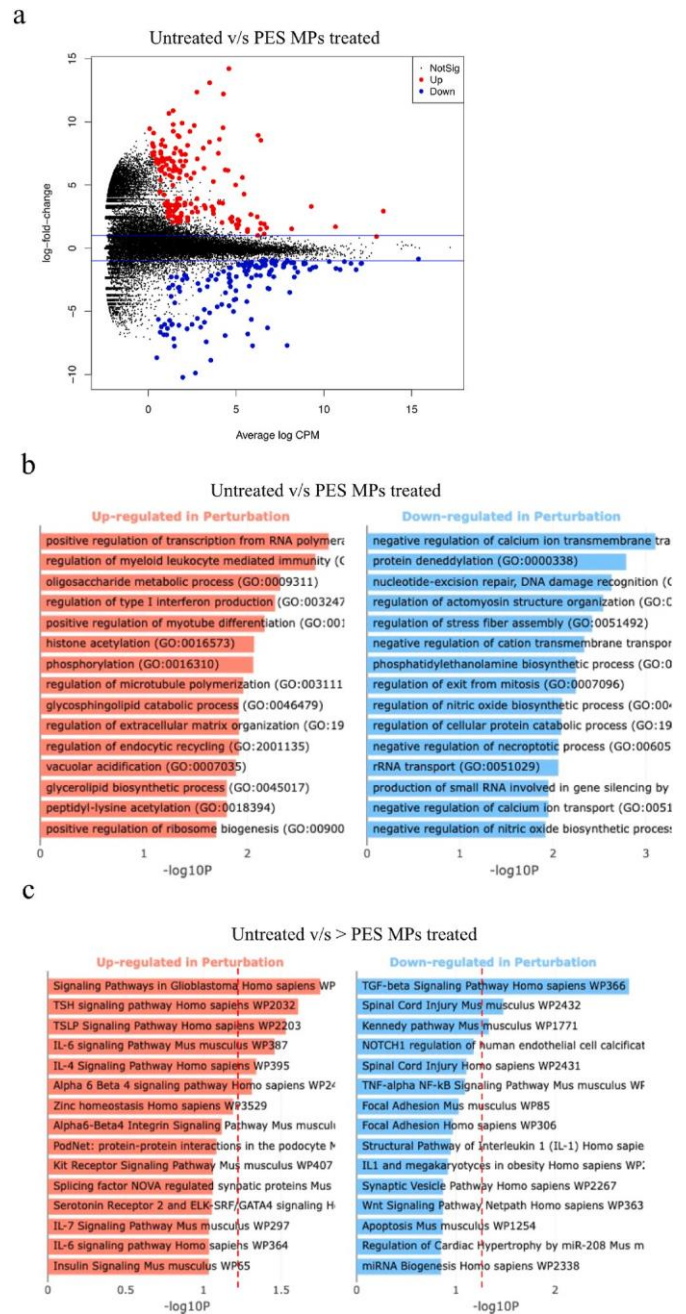 a
Untreated v/s PES MPs treated
15
10
5
0
−5
−10
log−fold−change
NotSig
Up
Down
0
5
10
15
Average log CPM
b
Untreated v/s PES MPs treated
Up-regulated in Perturbation
positive regulation of transcription from RNA polymera
regulation of myeloid leukocyte mediated immunity (
oligosaccharide metabolic process (GO:0009311)
regulation of type I interferon production (GO:003247
positive regulation of myotube differentiation (GO:001
histone acetylation (GO:0016573)
phosphorylation (GO:0016310)
regulation of microtubule polymerization (GO:003111
glycosphingolipid catabolic process (GO:0046479)
regulation of extracellular matrix organization (GO:19
regulation of endocytic recycling (GO:2001135)
vacuolar acidification (GO:0007035)
glycerolipid biosynthetic process (GO:0045017)
peptidyl-lysine acetylation (GO:0018394)
positive regulation of ribosome biogenesis (GO:00900
0
1
2
-log10P
Down-regulated in Perturbation
negative regulation of calcium ion transmembrane tra
protein deneddylation (GO:0000338)
nucleotide-excision repair, DNA damage recognition (
regulation of actomyosin structure organization (GO:
regulation of stress fiber assembly (GO:0051492)
negative regulation of cation transmembrane transpor
phosphatidylethanolamine biosynthetic process (GO:0
regulation of exit from mitosis (GO:0007096)
regulation of nitric oxide biosynthetic process (GO:00
regulation of cellular protein catabolic process (GO:19
negative regulation of necroptotic process (GO:00605
rRNA transport (GO:0051029)
production of small RNA involved in gene silencing by
negative regulation of calcium ion transport (GO:0051
negative regulation of nitric oxide biosynthetic process
0
1
2
3
-log10P
c
Untreated v/s > PES MPs treated
Up-regulated in Perturbation
Signaling Pathways in Glioblastoma Homo sapiens WP
TSH signaling pathway Homo sapiens WP2032
TSLP Signaling Pathway Homo sapiens WP2203
IL-6 signaling Pathway Mus musculus WP387
IL-4 Signaling Pathway Homo sapiens WP395
Alpha 6 Beta 4 signaling pathway Homo sapiens WP24
Zinc homeostasis Homo sapiens WP3529
Alpha6-Beta4 Integrin Signaling Pathway Mus muscul
PodNet: protein-protein interactions in the podocyte
Kit Receptor Signaling Pathway Mus musculus WP407
Splicing factor NOVA regulated synaptic proteins Mus
Serotonin Receptor 2 and ELK-SRF/GATA4 signaling H
IL-7 Signaling Pathway Mus musculus WP297
IL-6 signaling pathway Homo sapiens WP364
Insulin Signaling Mus musculus WP65
0
0.5
1
1.5
-log10P
Down-regulated in Perturbation
TGF-beta Signaling Pathway Homo sapiens WP366
Spinal Cord Injury Mus musculus WP2432
Kennedy pathway Mus musculus WP1771
NOTCH1 regulation of human endothelial cell calcificat
Spinal Cord Injury Homo sapiens WP2431
TNF-alpha NF-kB Signaling Pathway Mus musculus WP
Focal Adhesion Mus musculus WP85
Focal Adhesion Homo sapiens WP306
Structural Pathway of Interleukin 1 (IL-1) Homo sapie
IL1 and megakaryotyces in obesity Homo sapiens WP2
Synaptic Vesicle Pathway Homo sapiens WP2267
Wnt Signaling Pathway Netpath Homo sapiens WP363
Apoptosis Mus musculus WP1254
Regulation of Cardiac Hypertrophy by miR-208 Mus m
miRNA Biogenesis Homo sapiens WP2338
0
1
2
-log10P